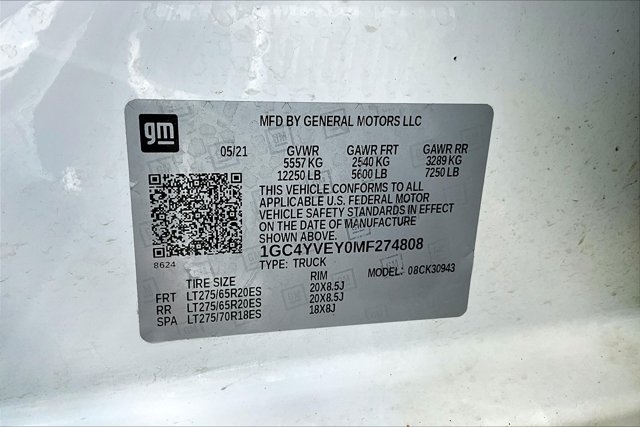 gm
MFD BY GENERAL MOTORS LLC
05/21 GVWR GAWR FRT GAWR RR
5557 KG 2540 KG 3289 KG
12250 LB 5600 LB 7250 LB
THIS VEHICLE CONFORMS TO ALL
APPLICABLE U.S. FEDERAL MOTOR
VEHICLE SAFETY STANDARDS IN EFFECT
ON THE DATE OF MANUFACTURE
SHOWN ABOVE.
1GC4YVEY0MF274808
8624
TYPE: TRUCK MODEL: 08CK30943
TIRE SIZE RIM
FRT LT275/65R20ES 20X8.5J
RR LT275/65R20ES 20X8.5J
SPA LT275/70R18ES 18X8J